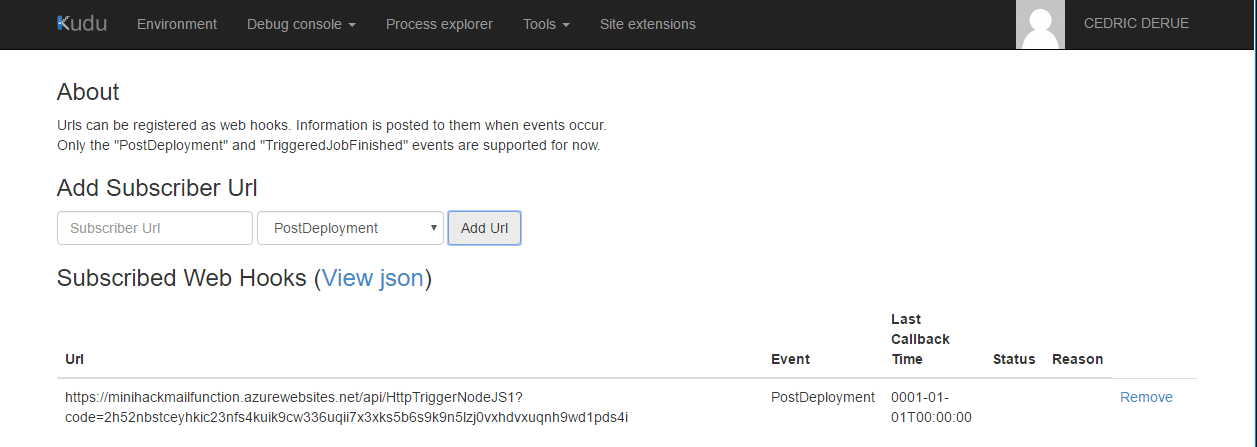 Kudu Environment Debug console Process explorer Tools Site extensions CEDRIC DERUE
About
Urls can be registered as web hooks. Information is posted to them when events occur.
Only the "PostDeployment" and "TriggeredJobFinished" events are supported for now.
Add Subscriber Url
Subscriber Url PostDeployment Add Url
Subscribed Web Hooks (View json)
Url Event Last Callback Time Status Reason
https://minihackmailfunction.azurewebsites.net/api/HttpTriggerNodeJS1? PostDeployment 0001-01- Remove
code=2h52nbstceyhkic23nfs4kuik9cw336uqii7x3xks5b6s9k9n5lzj0vxhdvxuqnh9wd1pds4i 01T00:00:00